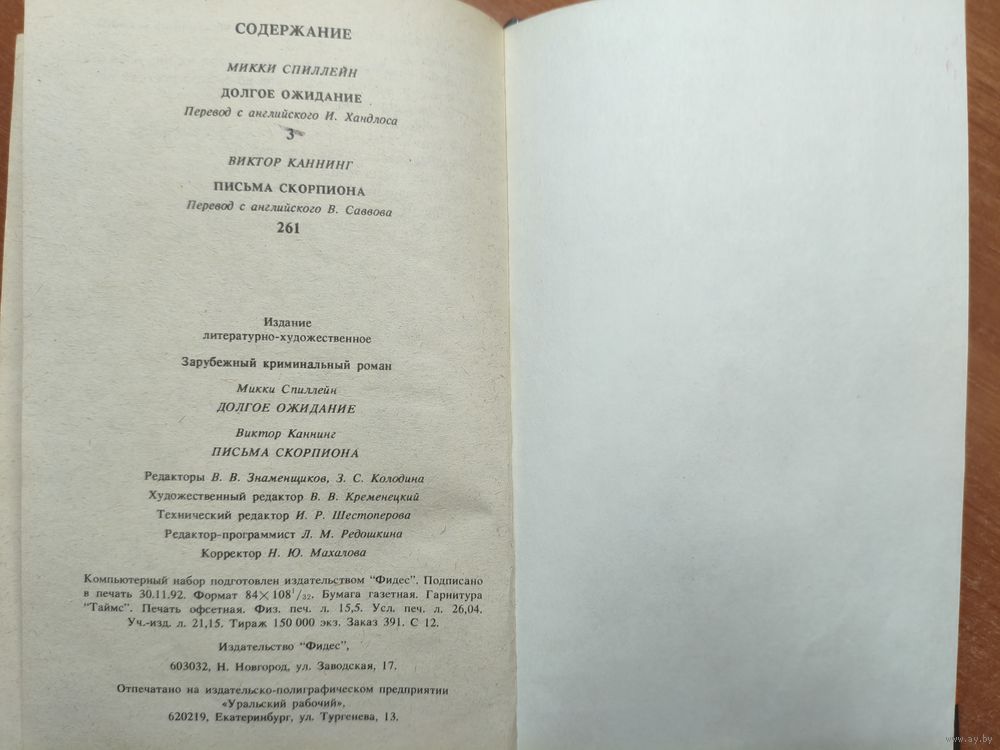 СОДЕРЖАНИЕ
МИККИ СПИЛЛЕЙН
ДОЛГОЕ ОЖИДАНИЕ
Перевод с английского И. Хандлоса
3
ВИКТОР КАННИНГ
ПИСЬМА СКОРПИОНА
Перевод с английского В. Саввова
261
Издание
литературно-художественное
Зарубежный криминальный роман
Микки Спиллейн
ДОЛГОЕ ОЖИДАНИЕ
Виктор Каннинг
ПИСЬМА СКОРПИОНА
Редакторы В. В. Знаменщиков, З. С. Колодина
Художественный редактор В. В. Кременецкий
Технический редактор И. Р. Шестоперова
Редактор-программист Л. М. Редошкина
Корректор Н. Ю. Махалова
Компьютерный набор подготовлен издательством "Фидес". Подписано
в печать 30.11.92. Формат 84×108¹/₃₂. Бумага газетная. Гарнитура
"Таймс". Печать офсетная. Физ. печ. л. 15,5. Усл. печ. л. 26,04.
Уч.-изд. л. 21,15. Тираж 150 000 экз. Заказ 391. С 12.
Издательство "Фидес",
603032, Н. Новгород, ул. Заводская, 17.
Отпечатано на издательско-полиграфическом предприятии
«Уральский рабочий».
620219, Екатеринбург, ул. Тургенева, 13.
www.ay.by